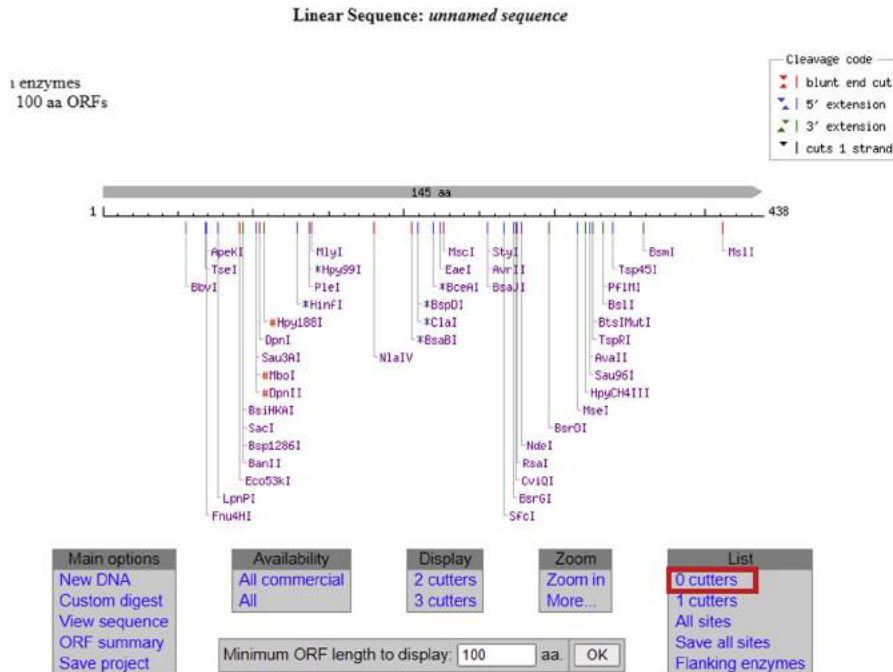 Linear Sequence: unnamed sequence
enzymes
100 aa ORFs
Cleavage code
blunt end cut
5' extension
3' extension
cuts 1 strand
145 aa
1 438
ApeKI MlyI MscI StyI BsmI MslI
TseI *Hpy99I EaeI AvrII Tsp45I
BbvI PleI *BceAI BsaJI PflMI
*HinfI *BspDI BslI
#Hpy188I *ClaI BtsIMutI
DpnI *BsaBI TspRI
Sau3AI NlaIV AvaII
#MboI Sau96I
#DpnII HpyCH4III
BsiHKAI MseI
SacI BsrDI
Bsp1286I NdeI
BanII RsaI
Eco53kI CviQI
LpnPI BsrGI
Fnu4HI SfcI
Main options Availability Display Zoom List
New DNA All commercial 2 cutters Zoom in 0 cutters
Custom digest All 3 cutters More... 1 cutters
View sequence All sites
ORF summary Save all sites
Save project Minimum ORF length to display: 100 aa. OK Flanking enzymes